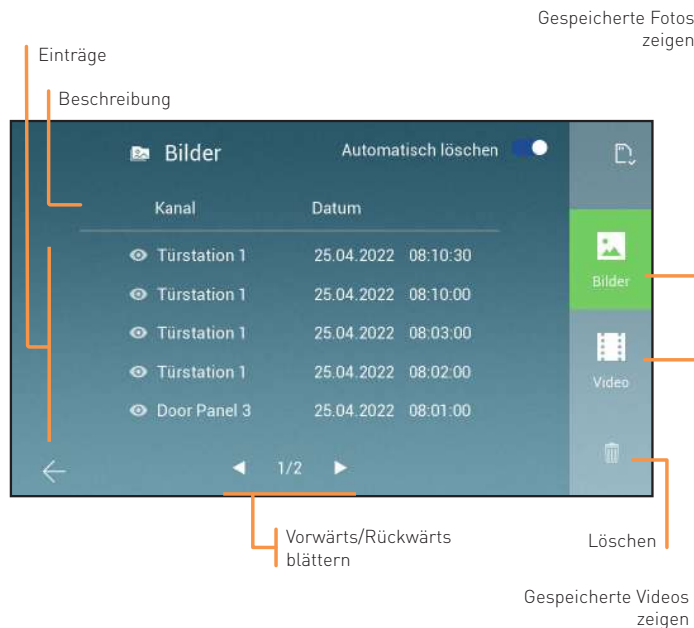 Gespeicherte Fotos
zeigen
Einträge
Beschreibung
Bilder Automatisch löschen
Kanal Datum
Türstation 1 25.04.2022 08:10:30
Türstation 1 25.04.2022 08:10:00
Türstation 1 25.04.2022 08:03:00
Türstation 1 25.04.2022 08:02:00
Door Panel 3 25.04.2022 08:01:00
1/2
Bilder
Video
Vorwärts/Rückwärts
blättern
Löschen
Gespeicherte Videos
zeigen